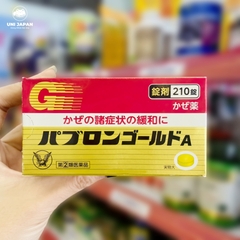 UNI JAPAN
G
錠剤 210錠
かぜ薬
かぜの諸症状の緩和に
パブロンゴールドA
第②類医薬品